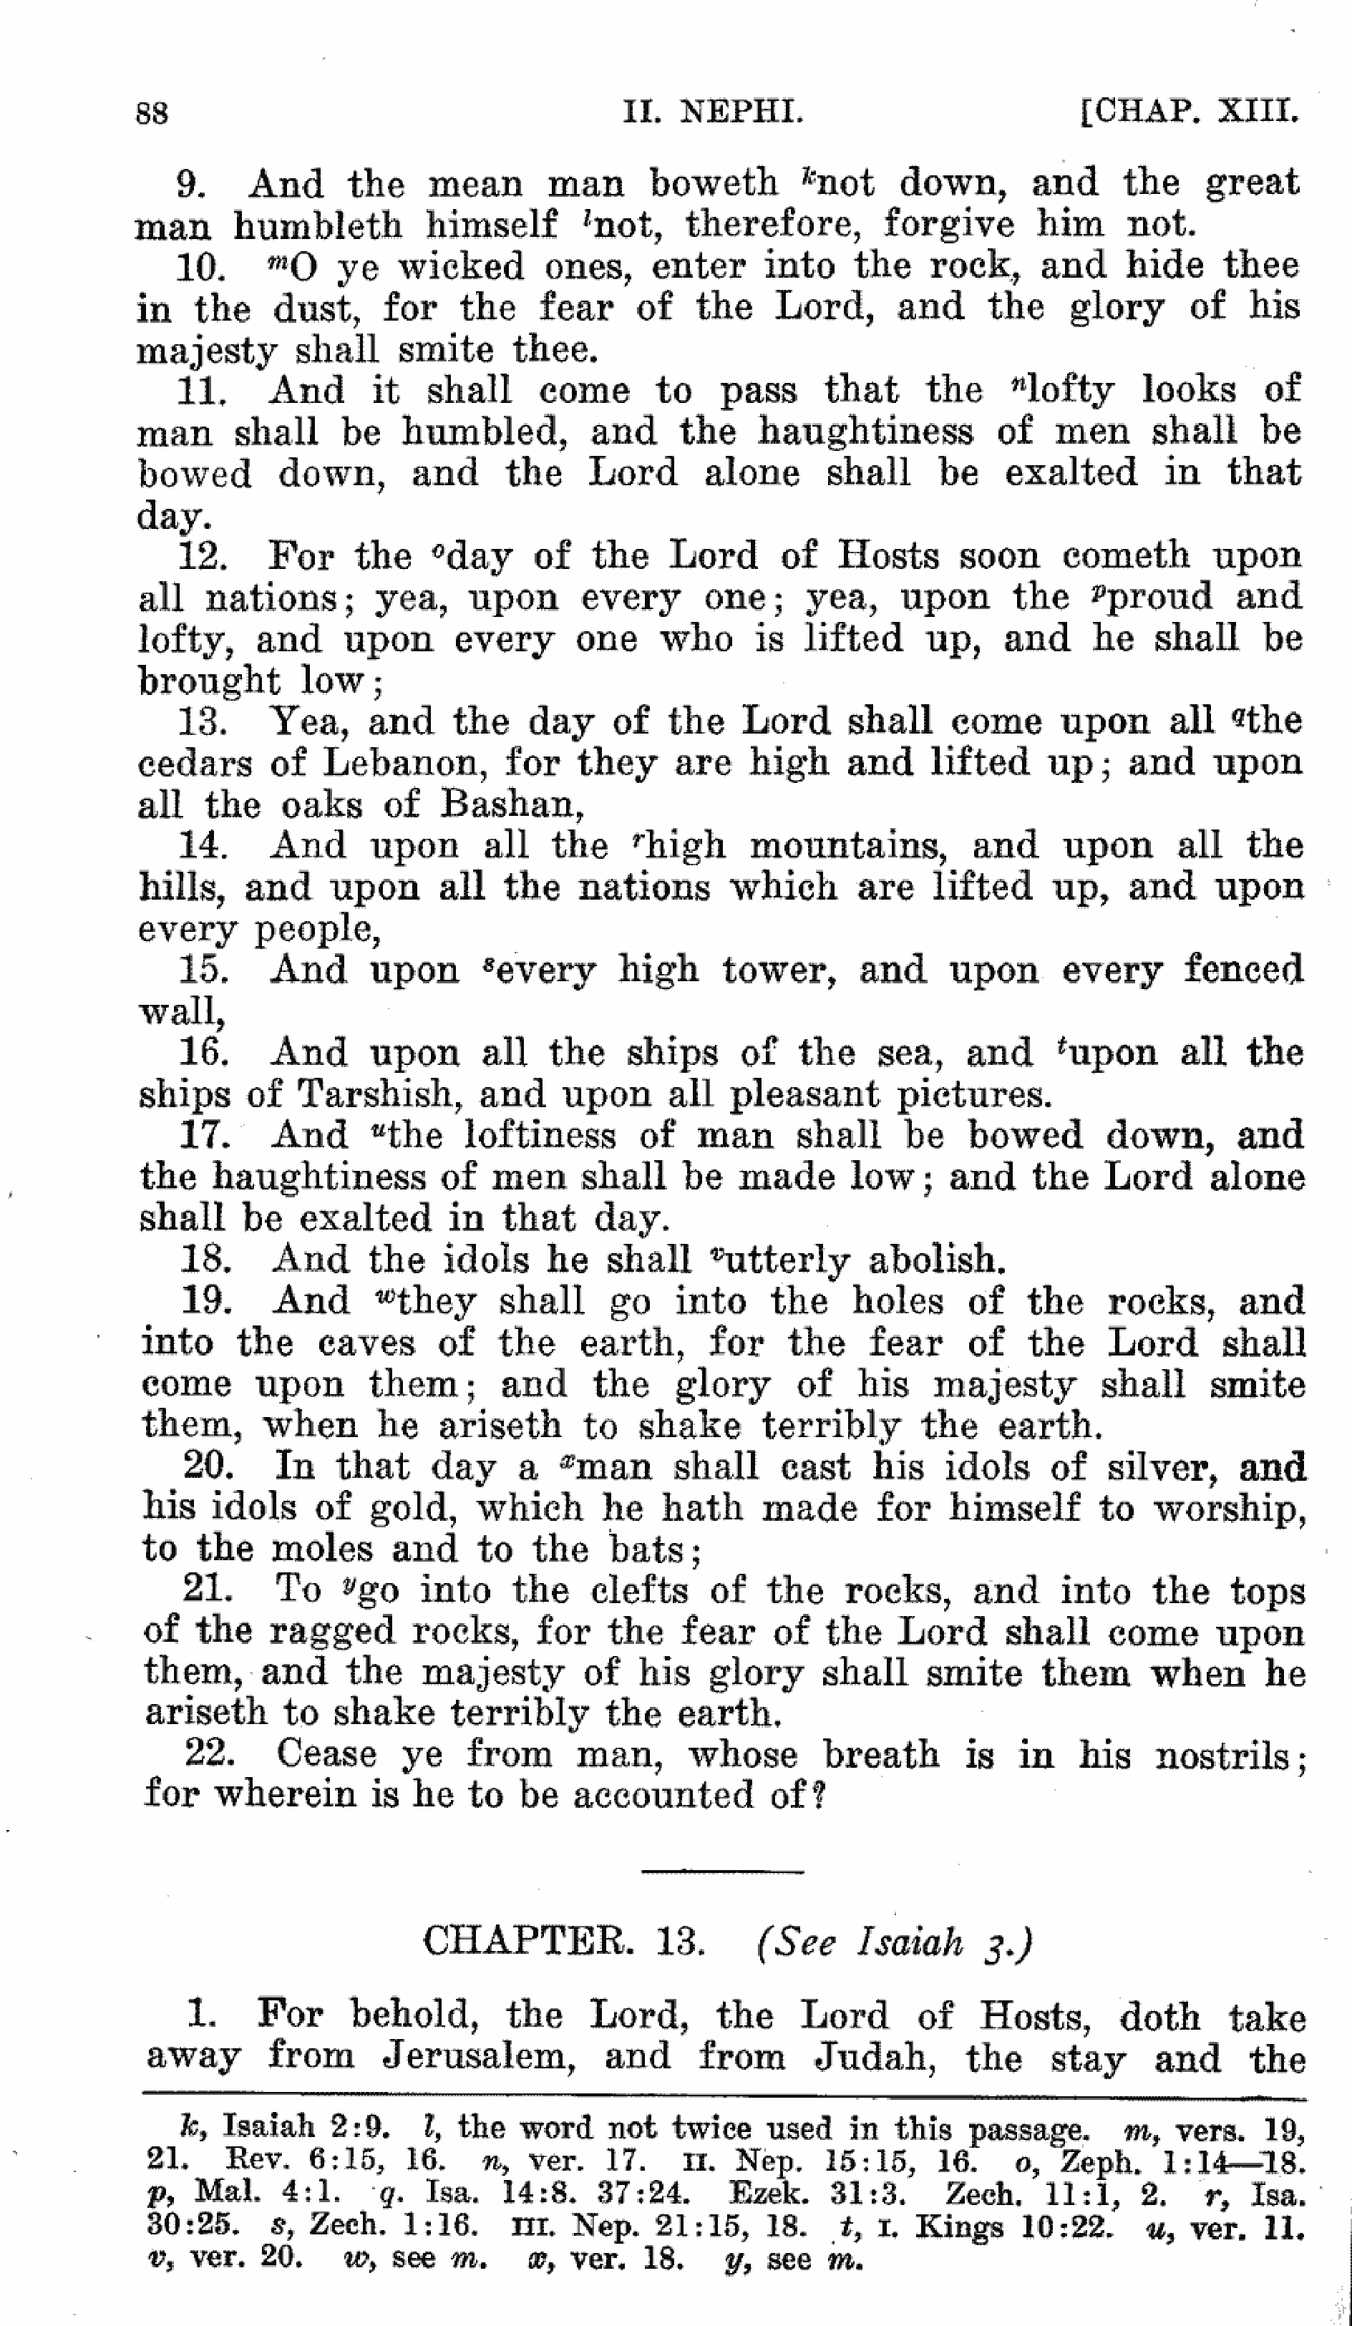 88 II. NEPHI. [CHAP. XIII.
9. And the mean man boweth ᵏnot down, and the great
man humbleth himself ˡnot, therefore, forgive him not.
10. ᵐO ye wicked ones, enter into the rock, and hide thee
in the dust, for the fear of the Lord, and the glory of his
majesty shall smite thee.
11. And it shall come to pass that the ⁿlofty looks of
man shall be humbled, and the haughtiness of men shall be
bowed down, and the Lord alone shall be exalted in that
day.
12. For the ᵒday of the Lord of Hosts soon cometh upon
all nations; yea, upon every one; yea, upon the ᵖproud and
lofty, and upon every one who is lifted up, and he shall be
brought low;
13. Yea, and the day of the Lord shall come upon all qthe
cedars of Lebanon, for they are high and lifted up; and upon
all the oaks of Bashan,
14. And upon all the ʳhigh mountains, and upon all the
hills, and upon all the nations which are lifted up, and upon
every people,
15. And upon ˢevery high tower, and upon every fenced
wall,
16. And upon all the ships of the sea, and ᵗupon all the
ships of Tarshish, and upon all pleasant pictures.
17. And ᵘthe loftiness of man shall be bowed down, and
the haughtiness of men shall be made low; and the Lord alone
shall be exalted in that day.
18. And the idols he shall ᵛutterly abolish.
19. And ʷthey shall go into the holes of the rocks, and
into the caves of the earth, for the fear of the Lord shall
come upon them; and the glory of his majesty shall smite
them, when he ariseth to shake terribly the earth.
20. In that day a ˣman shall cast his idols of silver, and
his idols of gold, which he hath made for himself to worship,
to the moles and to the bats;
21. To ʸgo into the clefts of the rocks, and into the tops
of the ragged rocks, for the fear of the Lord shall come upon
them, and the majesty of his glory shall smite them when he
ariseth to shake terribly the earth.
22. Cease ye from man, whose breath is in his nostrils;
for wherein is he to be accounted of?
CHAPTER. 13. (See Isaiah 3.)
1. For behold, the Lord, the Lord of Hosts, doth take
away from Jerusalem, and from Judah, the stay and the
k, Isaiah 2:9. l, the word not twice used in this passage. m, vers. 19,
21. Rev. 6:15, 16. n, ver. 17. II. Nep. 15:15, 16. o, Zeph. 1:14—18.
p, Mal. 4:1. q. Isa. 14:8. 37:24. Ezek. 31:3. Zech. 11:1, 2. r, Isa.
30:25. s, Zech. 1:16. III. Nep. 21:15, 18. t, I. Kings 10:22. u, ver. 11.
v, ver. 20. w, see m. x, ver. 18. y, see m.